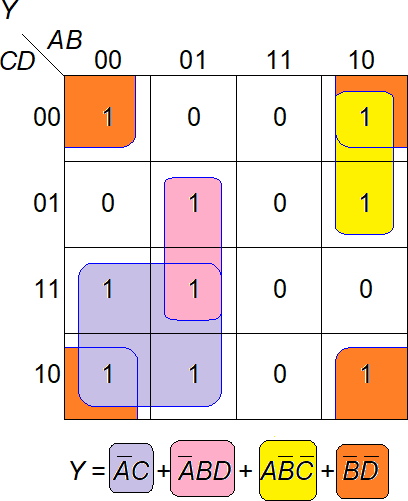 Y
AB
CD 00 01 11 10
00 1 0 0 1
01 0 1 0 1
11 1 1 0 0
10 1 1 0 1
Y = A̅C + A̅BD + AB̅C̅ + B̅D̅